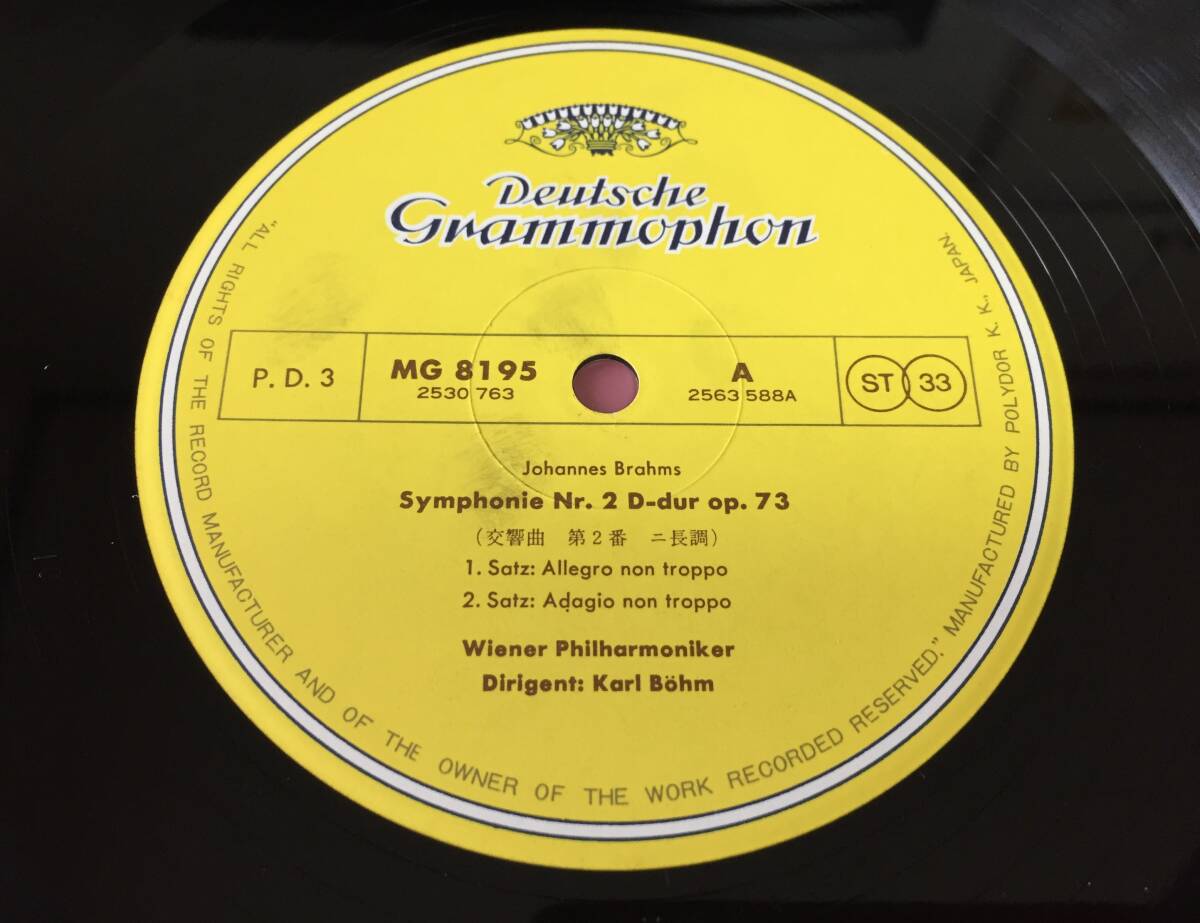 Deutsche
Grammophon
P. D. 3
MG 8195
2530 763
A
2563 588A
ST 33
Johannes Brahms
Symphonie Nr. 2 D-dur op. 73
(交響曲 第2番 ニ長調)
1. Satz: Allegro non troppo
2. Satz: Adagio non troppo
Wiener Philharmoniker
Dirigent: Karl Böhm
"ALL RIGHTS OF THE RECORD MANUFACTURER AND OF THE OWNER OF THE WORK RECORDED RESERVED." MANUFACTURED BY POLYDOR K. K., JAPAN.